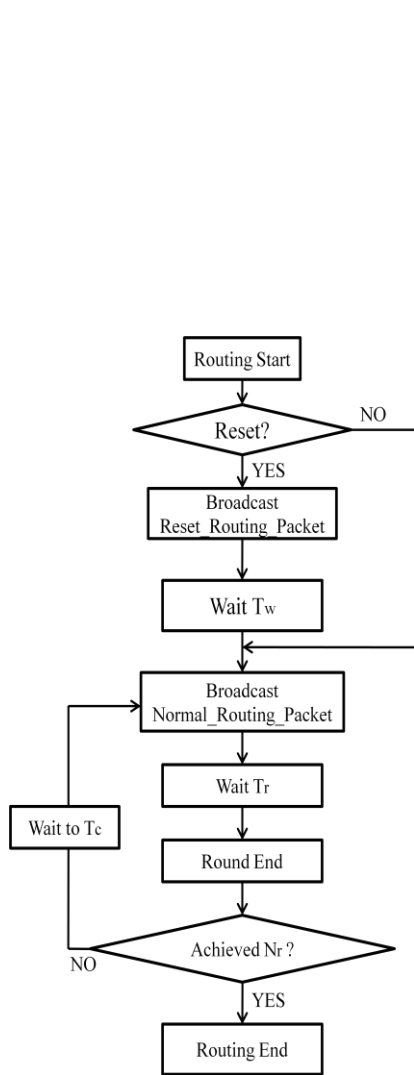 Routing Start
Reset?
NO
YES
Broadcast
Reset_Routing_Packet
Wait Tw
Broadcast
Normal_Routing_Packet
Wait Tr
Wait to Tc
Round End
Achieved Nr ?
NO
YES
Routing End